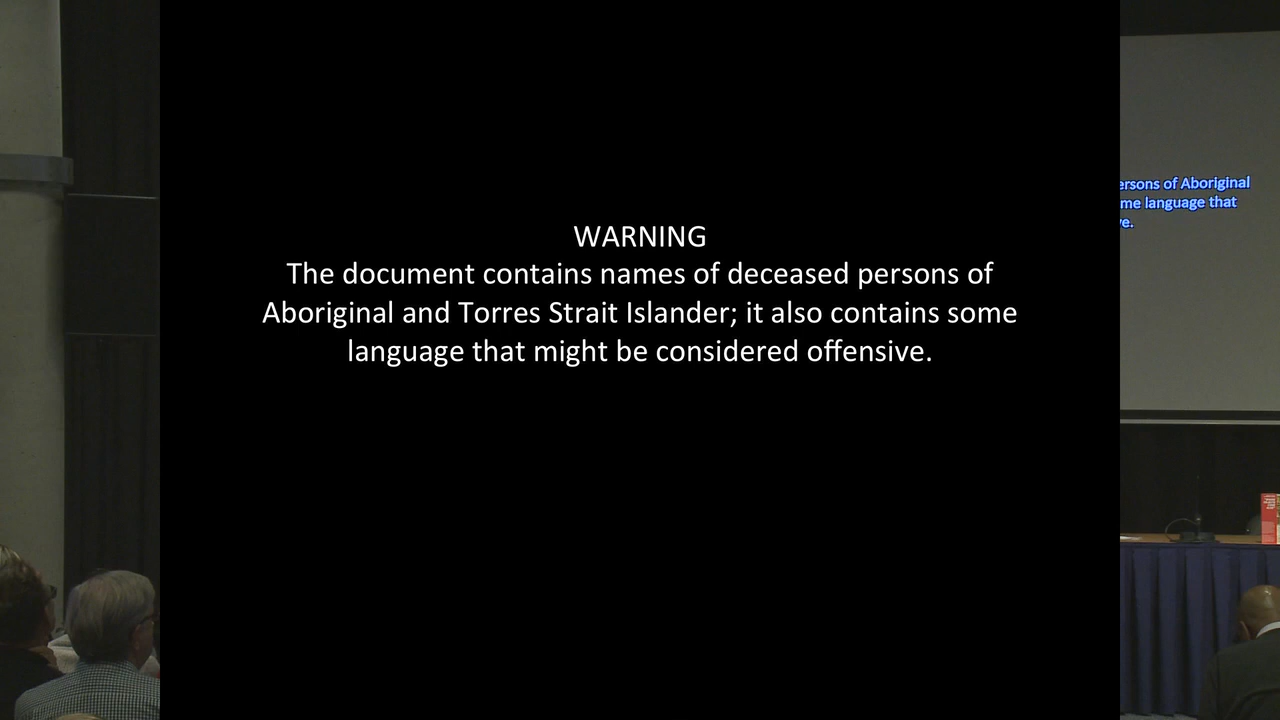 WARNING
The document contains names of deceased persons of
Aboriginal and Torres Strait Islander; it also contains some
language that might be considered offensive.
ersons of Aboriginal
me language that
ve.